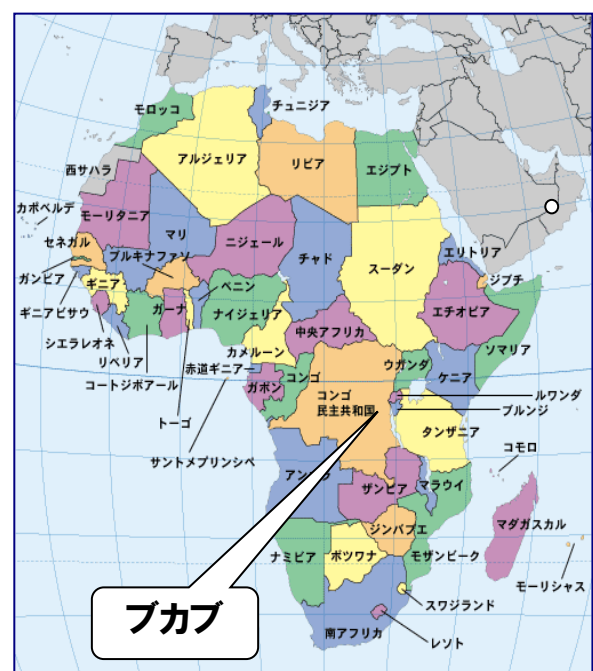 モロッコ
チュニジア
アルジェリア
リビア
エジプト
西サハラ
カボベルデ
モーリタニア
マリ
ニジェール
チャド
スーダン
エリトリア
セネガル
ブルキナファソ
ジブチ
ガンビア
ギニア
ベニン
ガーナ
ナイジェリア
エチオピア
ギニアビサウ
中央アフリカ
ソマリア
シエラレオネ
カメルーン
リベリア
赤道ギニアー
コンゴ
ウガンダ
ケニア
コートジボアール
ガボン
コンゴ
民主共和国
ルワンダ
ブルンジ
トーゴ
タンザニア
サントメプリンシペ
コモロ
アンゴラ
ザンビア
マラウイ
マダガスカル
ジンバブエ
ナミビア
ボツワナ
モザンビーク
モーリシャス
スワジランド
ブカブ
南アフリカ
レソト